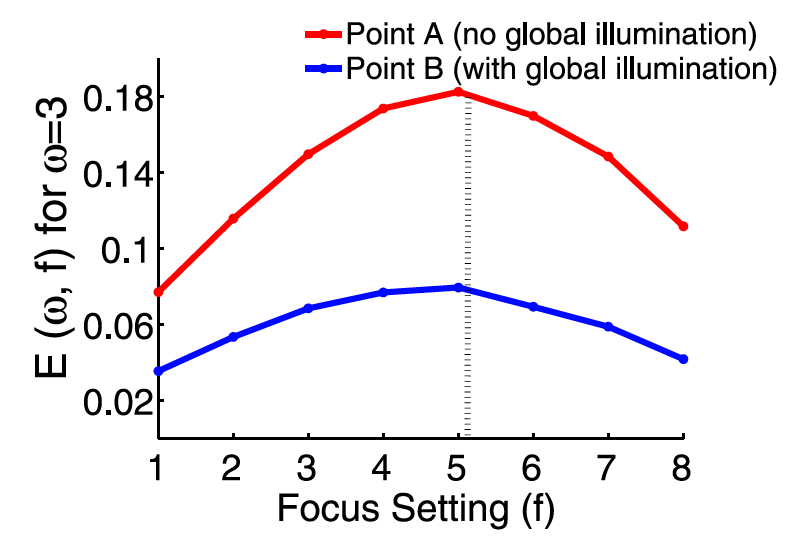 Point A (no global illumination)
Point B (with global illumination)
E (ω, f) for ω=3
0.18
0.14
0.1
0.06
0.02
1 2 3 4 5 6 7 8
Focus Setting (f)